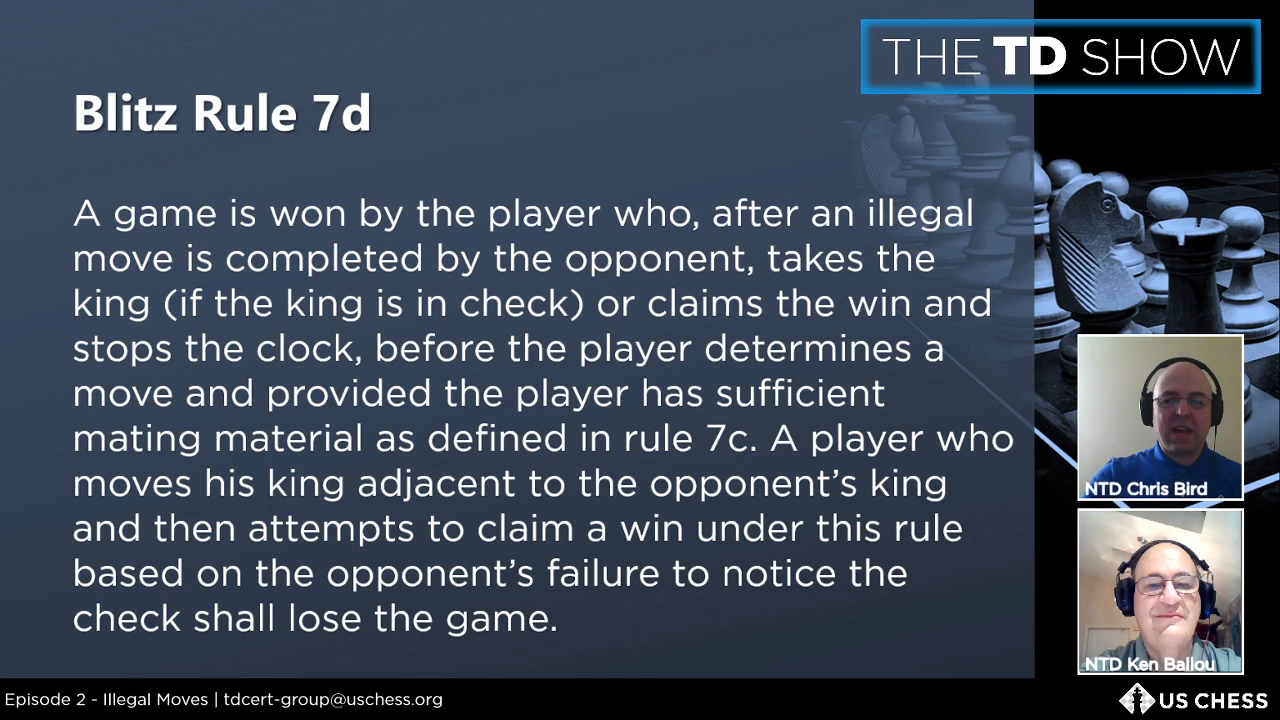 THE TD SHOW
Blitz Rule 7d
A game is won by the player who, after an illegal
move is completed by the opponent, takes the
king (if the king is in check) or claims the win and
stops the clock, before the player determines a
move and provided the player has sufficient
mating material as defined in rule 7c. A player who
moves his king adjacent to the opponent's king
and then attempts to claim a win under this rule
based on the opponent's failure to notice the
check shall lose the game.
NTD Chris Bird
NTD Ken Ballou
Episode 2 - Illegal Moves | tdcert-group@uschess.org
US CHESS